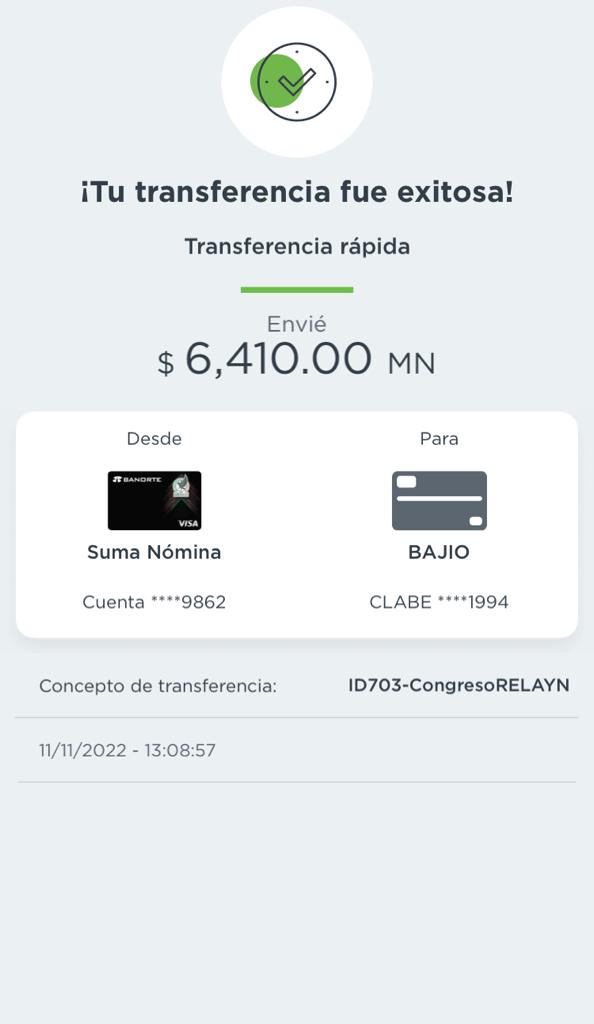 ¡Tu transferencia fue exitosa!
Transferencia rápida
Envié
$ 6,410.00 MN
Desde
BANORTE
VISA
Suma Nómina
Cuenta ****9862
Para
BAJIO
CLABE ****1994
Concepto de transferencia: ID703-CongresoRELAYN
11/11/2022 - 13:08:57